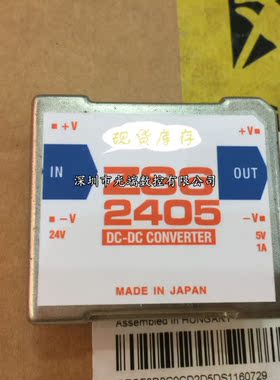 +V
+V
现货库存
IN
OUT
深圳市光瑞数控有限公司
2405
-V
-V
24V
5V
1A
DC-DC CONVERTER
MADE IN JAPAN
Assembled in HUNGARY